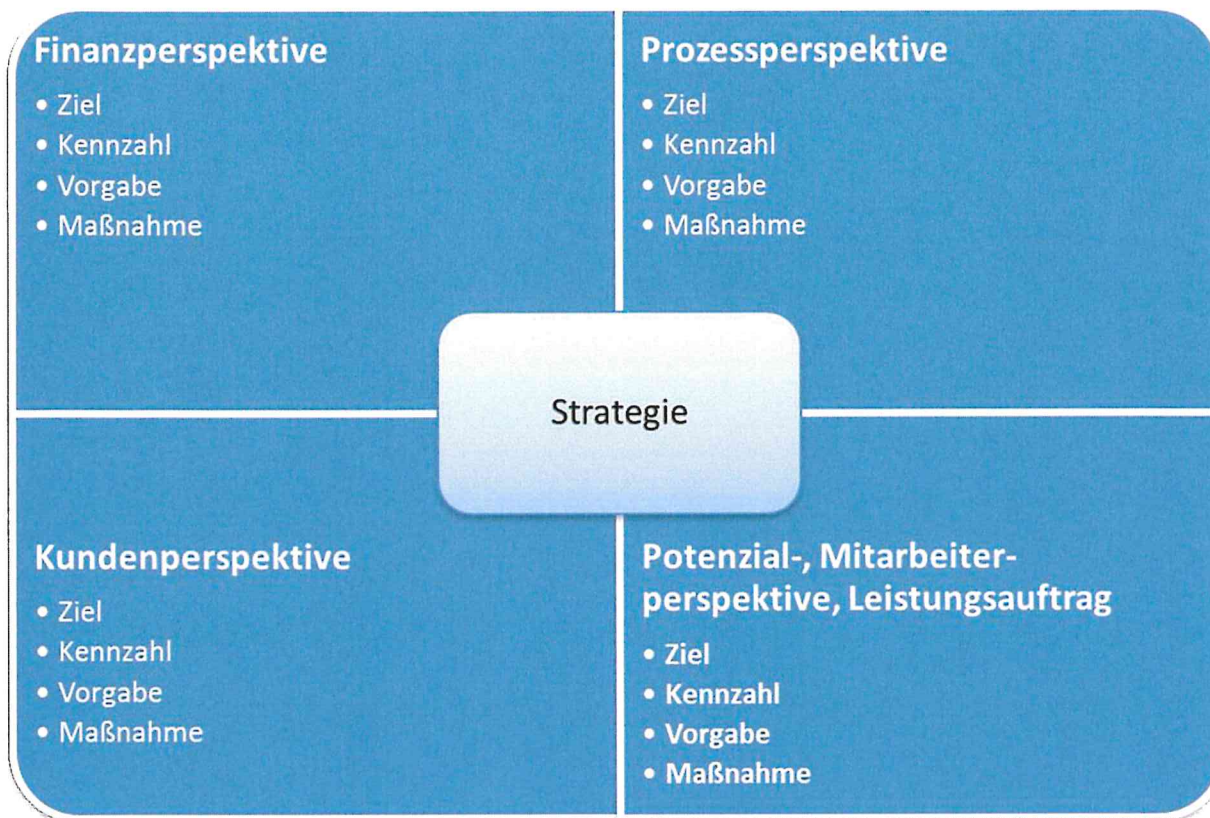 Finanzperspektive
• Ziel
• Kennzahl
• Vorgabe
• Maßnahme
Prozessperspektive
• Ziel
• Kennzahl
• Vorgabe
• Maßnahme
Strategie
Kundenperspektive
• Ziel
• Kennzahl
• Vorgabe
• Maßnahme
Potenzial-, Mitarbeiter-
perspektive, Leistungsauftrag
• Ziel
• Kennzahl
• Vorgabe
• Maßnahme